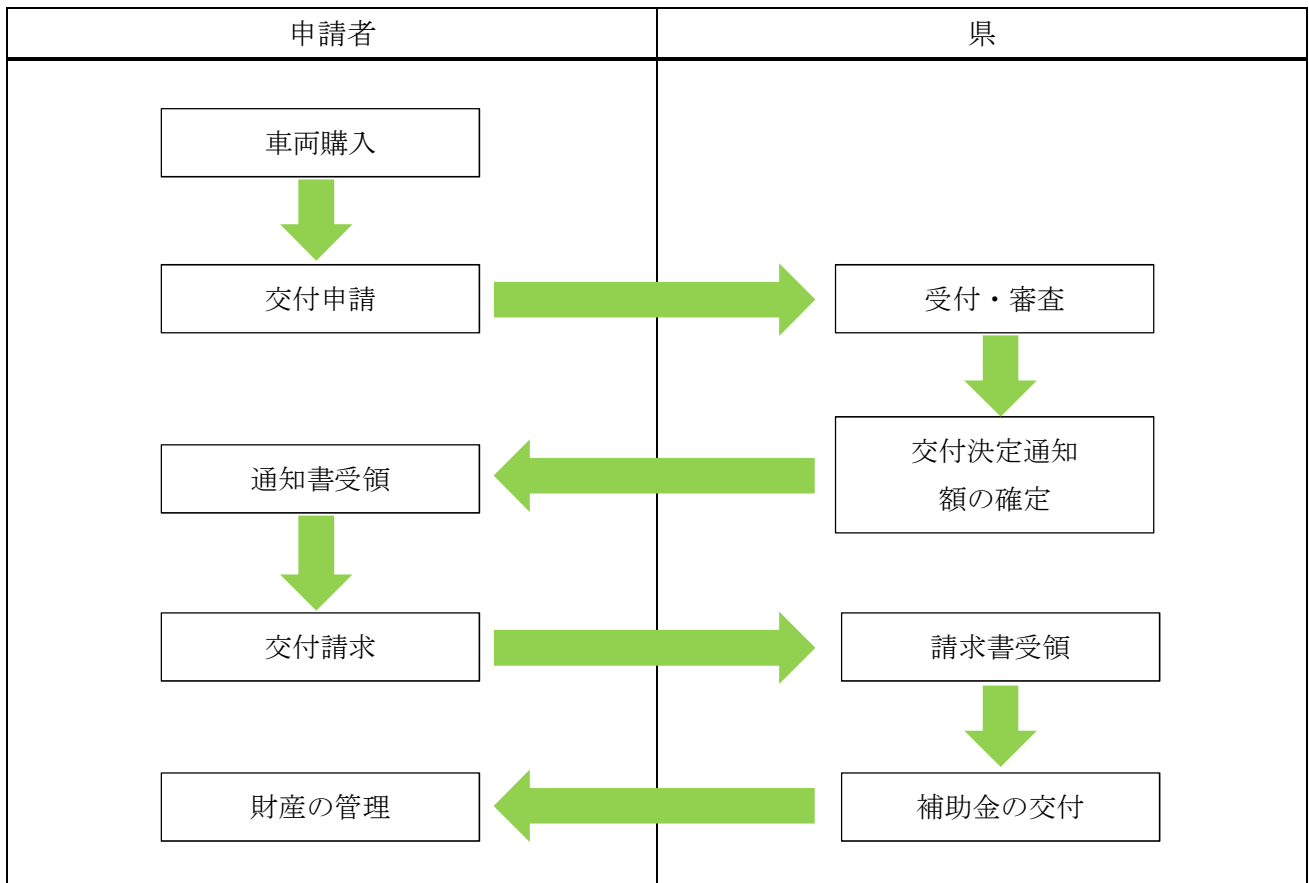 申請者
県
車両購入
交付申請
受付・審査
交付決定通知
額の確定
通知書受領
交付請求
請求書受領
補助金の交付
財産の管理